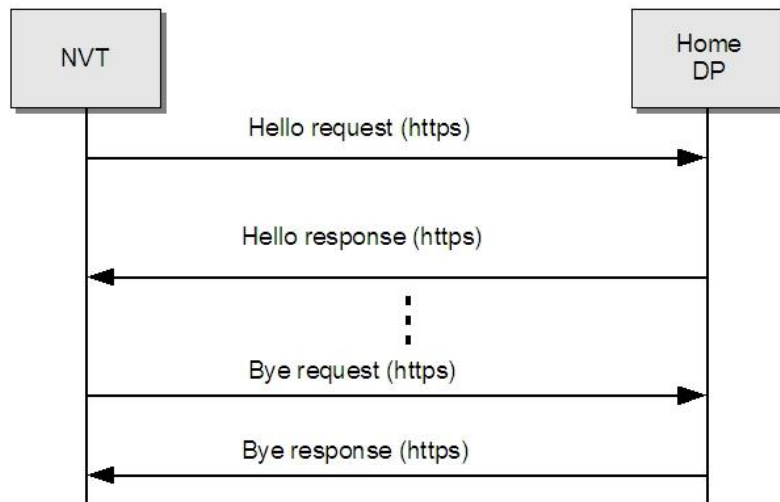 NVT
Home
DP
Hello request (https)
Hello response (https)
Bye request (https)
Bye response (https)